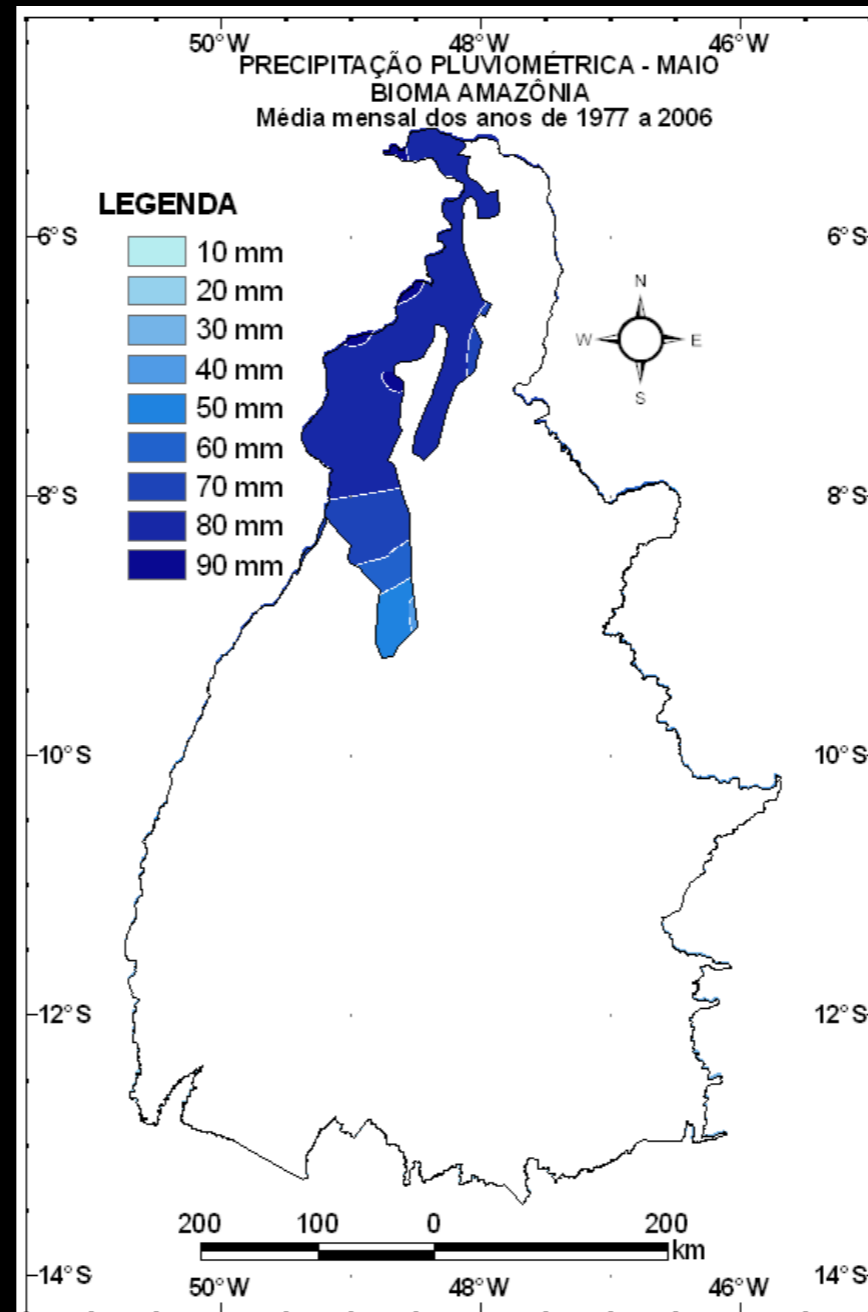 50°W 48°W 46°W
PRECIPITAÇÃO PLUVIOMÉTRICA - MAIO
BIOMA AMAZÔNIA
Média mensal dos anos de 1977 a 2006
LEGENDA
6°S 6°S
10 mm
20 mm
30 mm
40 mm
50 mm
60 mm
70 mm
80 mm
90 mm
N
W E
S
8°S 8°S
10°S 10°S
12°S 12°S
200 100 0 200
km
14°S 14°S
50°W 48°W 46°W